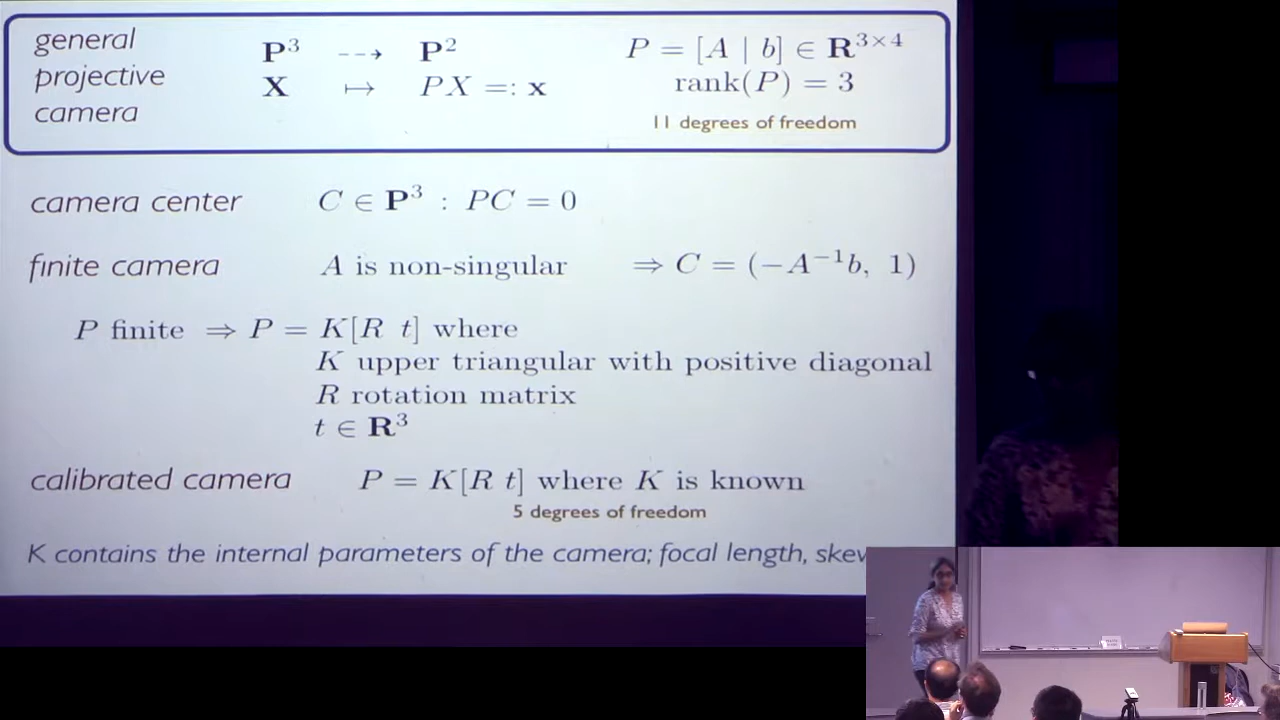 general projective camera
P³ ⇢ P²
X ↦ PX =: x
P = [A | b] ∈ R³ˣ⁴
rank(P) = 3
11 degrees of freedom
camera center C ∈ P³ : PC = 0
finite camera A is non-singular ⇒ C = (−A⁻¹b, 1)
P finite ⇒ P = K[R t] where
K upper triangular with positive diagonal
R rotation matrix
t ∈ R³
calibrated camera P = K[R t] where K is known
5 degrees of freedom
K contains the internal parameters of the camera; focal length, skew